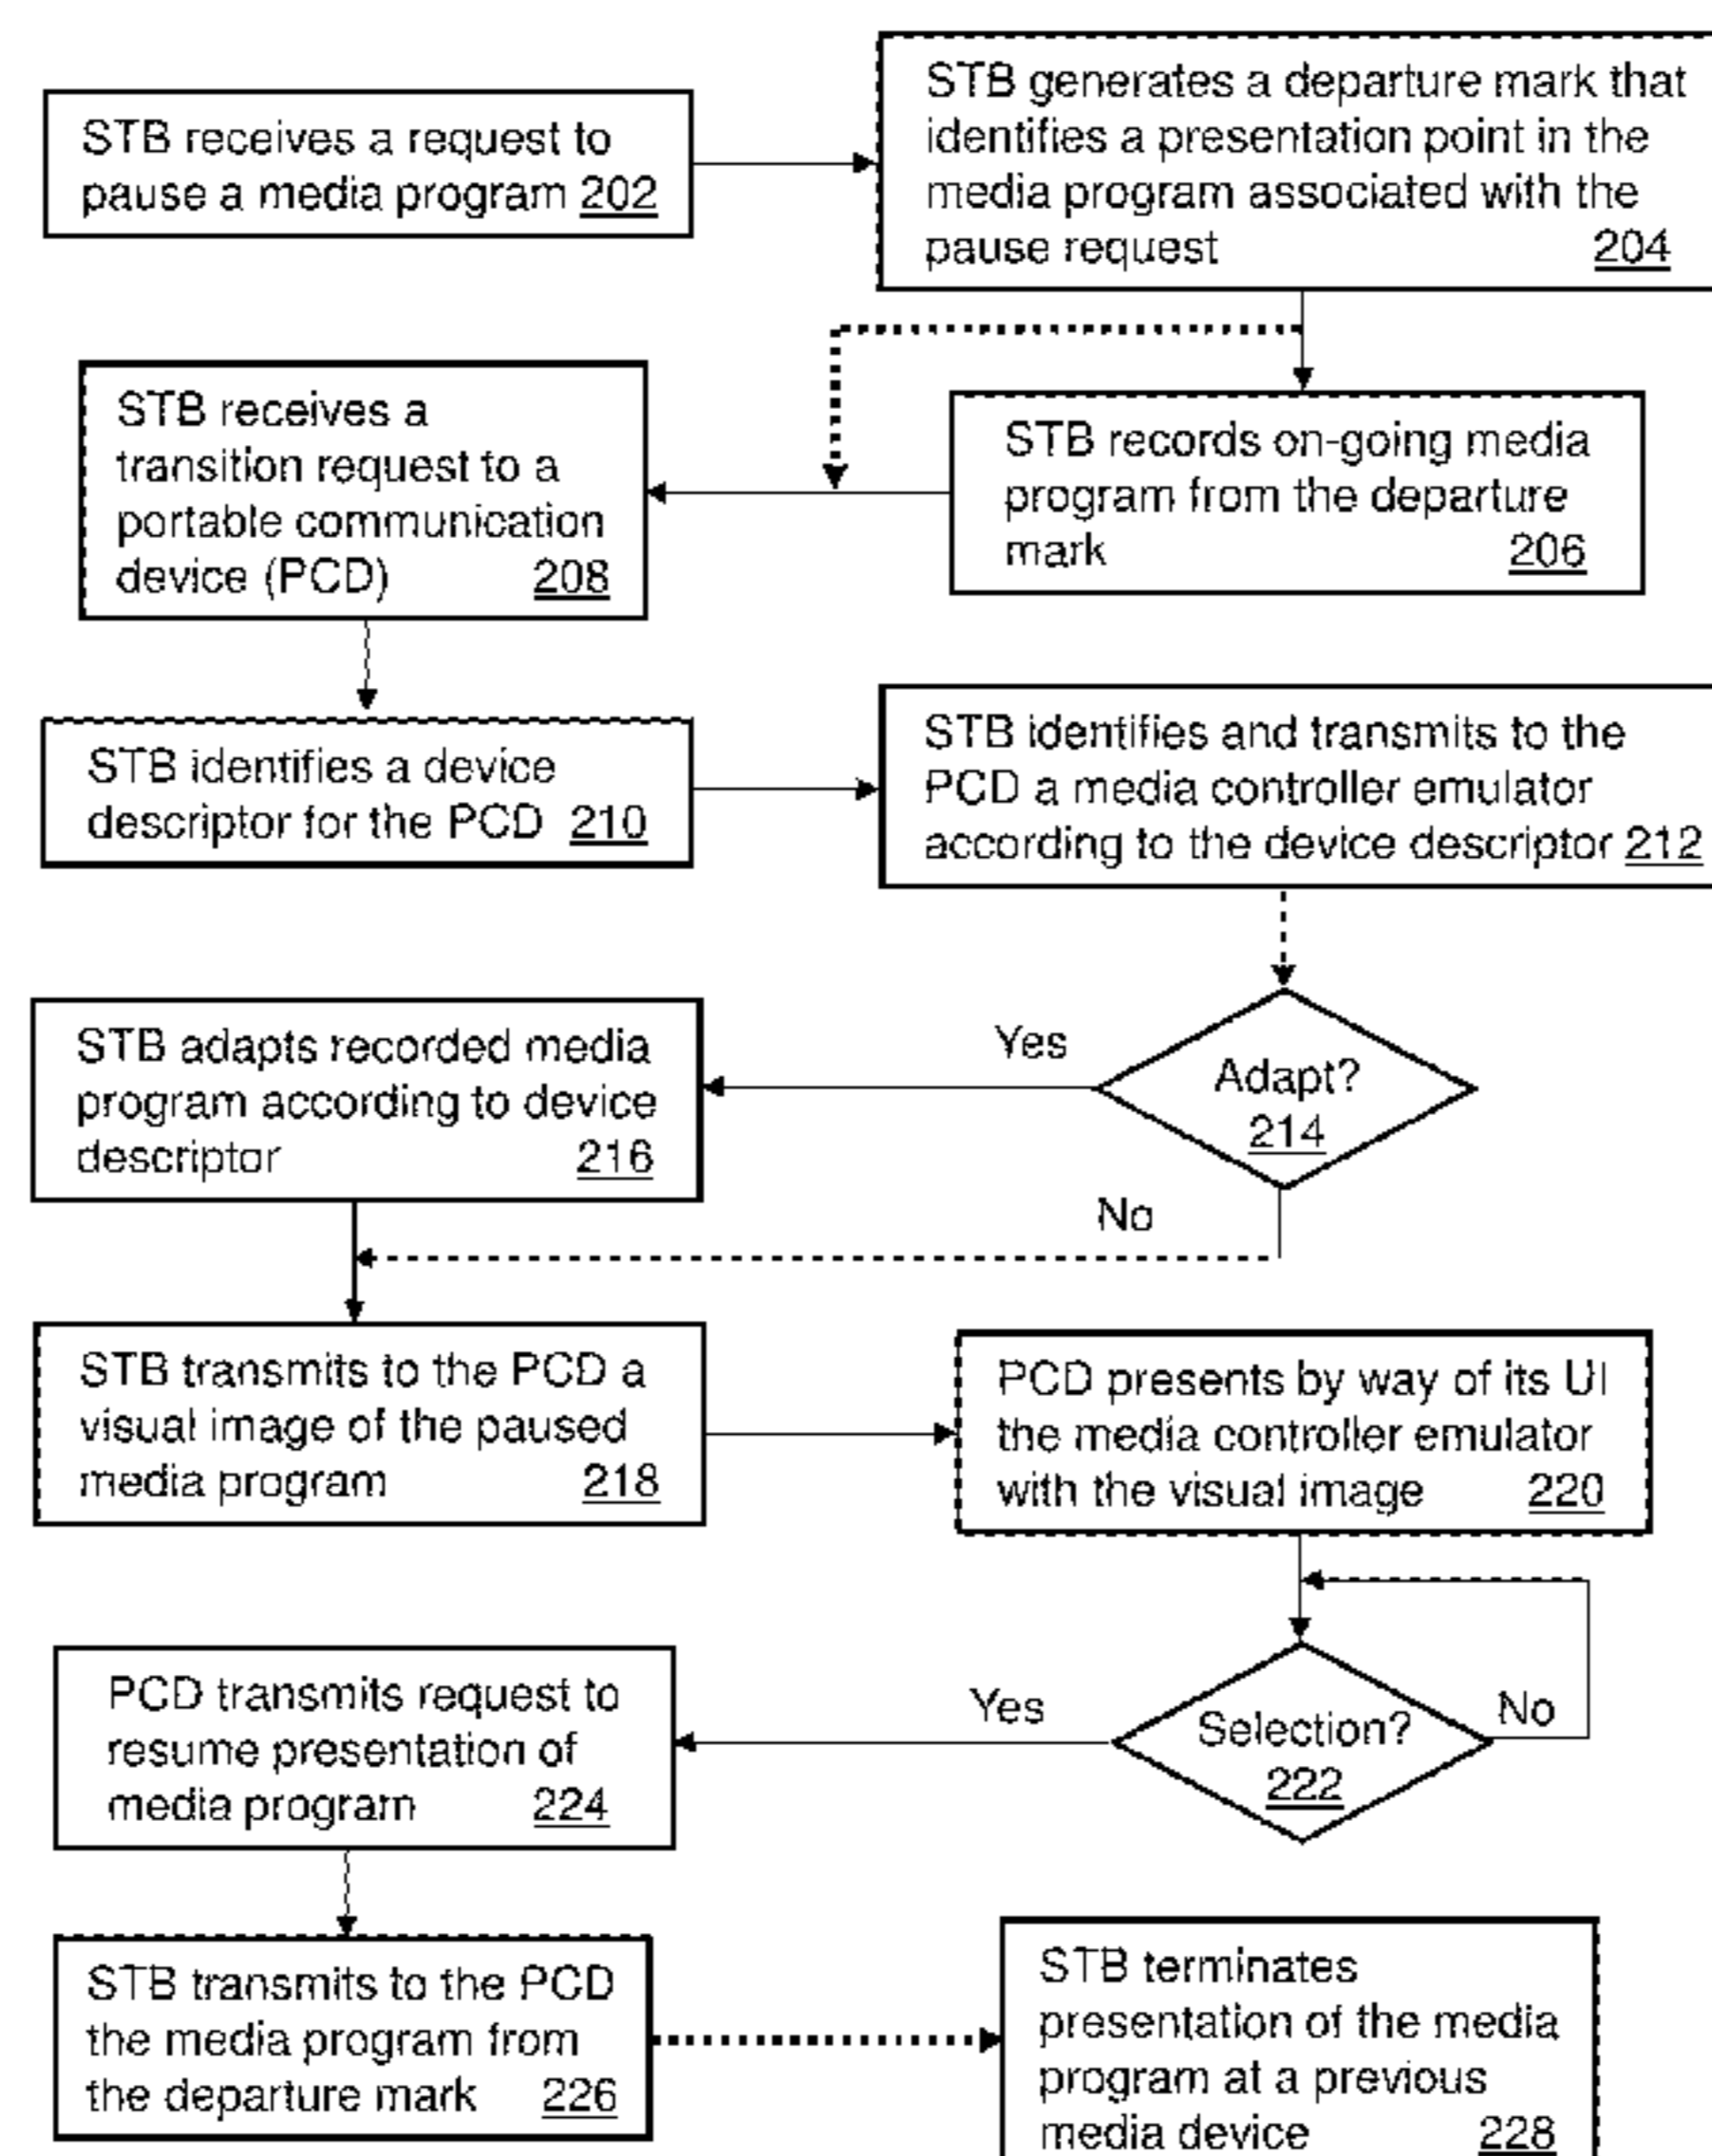 STB receives a request to
pause a media program 202
STB generates a departure mark that
identifies a presentation point in the
media program associated with the
pause request 204
STB records on-going media
program from the departure
mark 206
STB receives a
transition request to a
portable communication
device (PCD) 208
STB identifies a device
descriptor for the PCD 210
STB identifies and transmits to the
PCD a media controller emulator
according to the device descriptor 212
Adapt?
214
Yes
No
STB adapts recorded media
program according to device
descriptor 216
STB transmits to the PCD a
visual image of the paused
media program 218
PCD presents by way of its UI
the media controller emulator
with the visual image 220
Selection?
222
Yes
No
PCD transmits request to
resume presentation of
media program 224
STB transmits to the PCD
the media program from
the departure mark 226
STB terminates
presentation of the media
program at a previous
media device 228